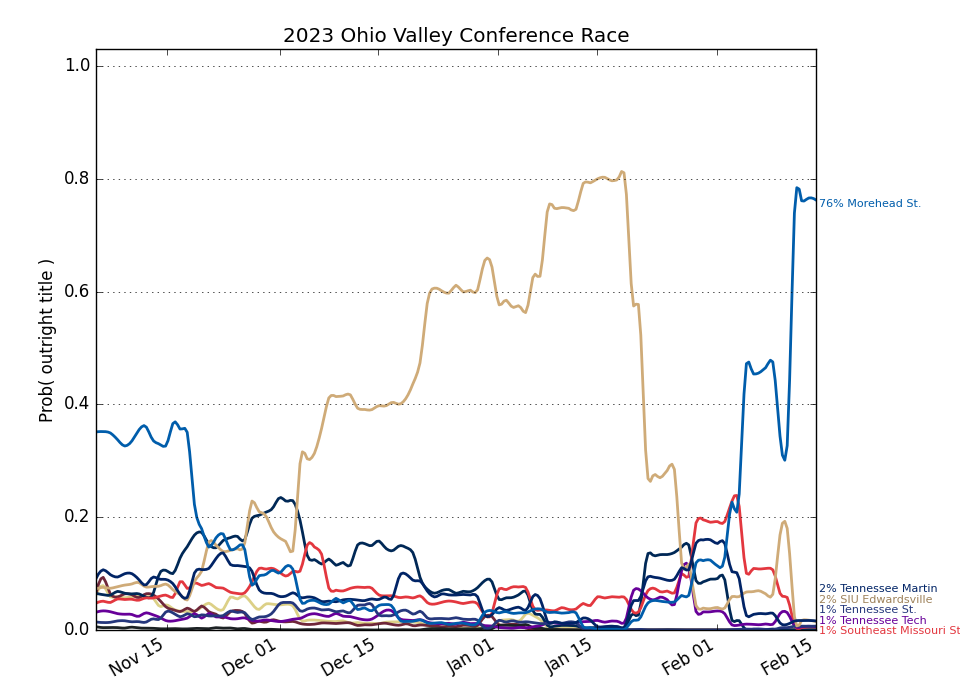 2023 Ohio Valley Conference Race
1.0
0.8
0.6
0.4
0.2
0.0
Prob( outright title )
76% Morehead St.
2% Tennessee Martin
2% SIU Edwardsville
1% Tennessee St.
1% Tennessee Tech
1% Southeast Missouri St
Nov 15
Dec 01
Dec 15
Jan 01
Jan 15
Feb 01
Feb 15